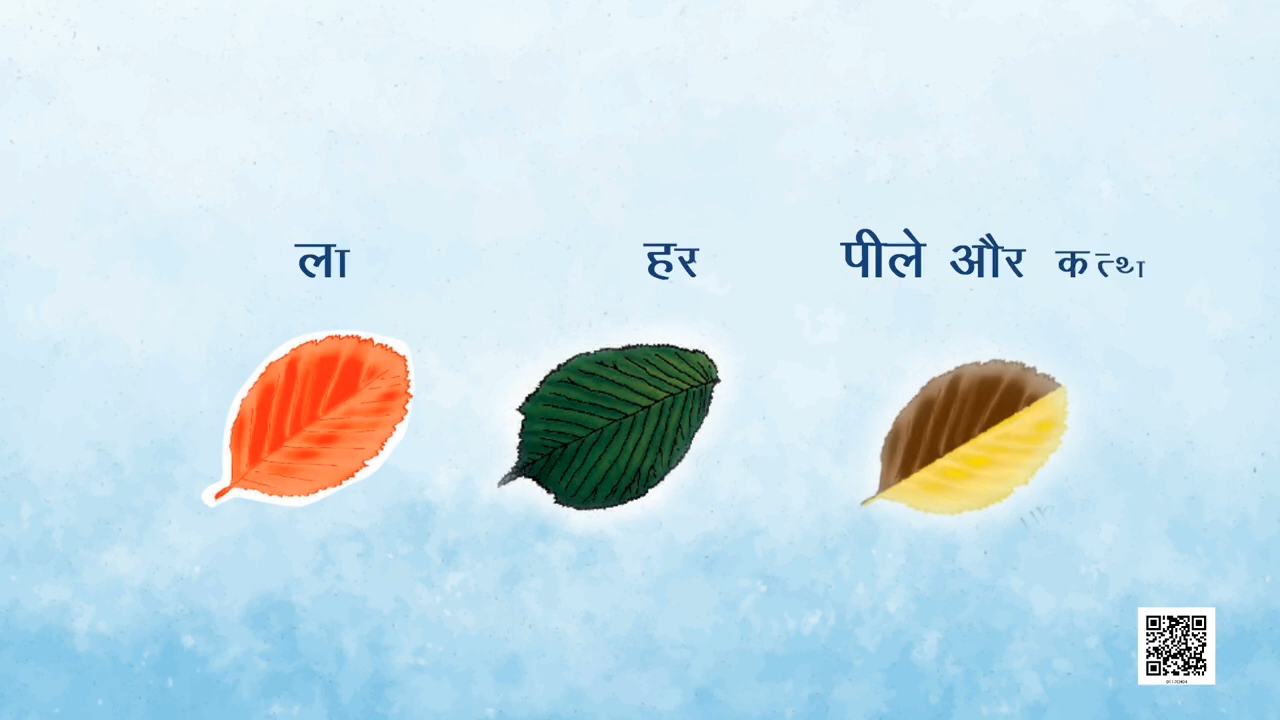 ला हर पीले और कत्था